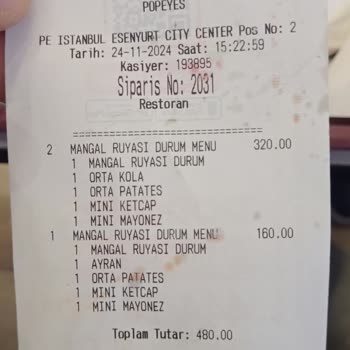 POPEYES
PE ISTANBUL ESENYURT CITY CENTER Pos No: 2
Tarih: 24-11-2024 Saat: 15:22:59
Kasiyer: 193895
Siparis No: 2031
Restoran
================================
2 MANGAL RUYASI DURUM MENU 320.00
1 MANGAL RUYASI DURUM
1 ORTA KOLA
1 ORTA PATATES
1 MINI KETCAP
1 MINI MAYONEZ
1 MANGAL RUYASI DURUM MENU 160.00
1 MANGAL RUYASI DURUM
1 AYRAN
1 ORTA PATATES
1 MINI KETCAP
1 MINI MAYONEZ
Toplam Tutar: 480.00